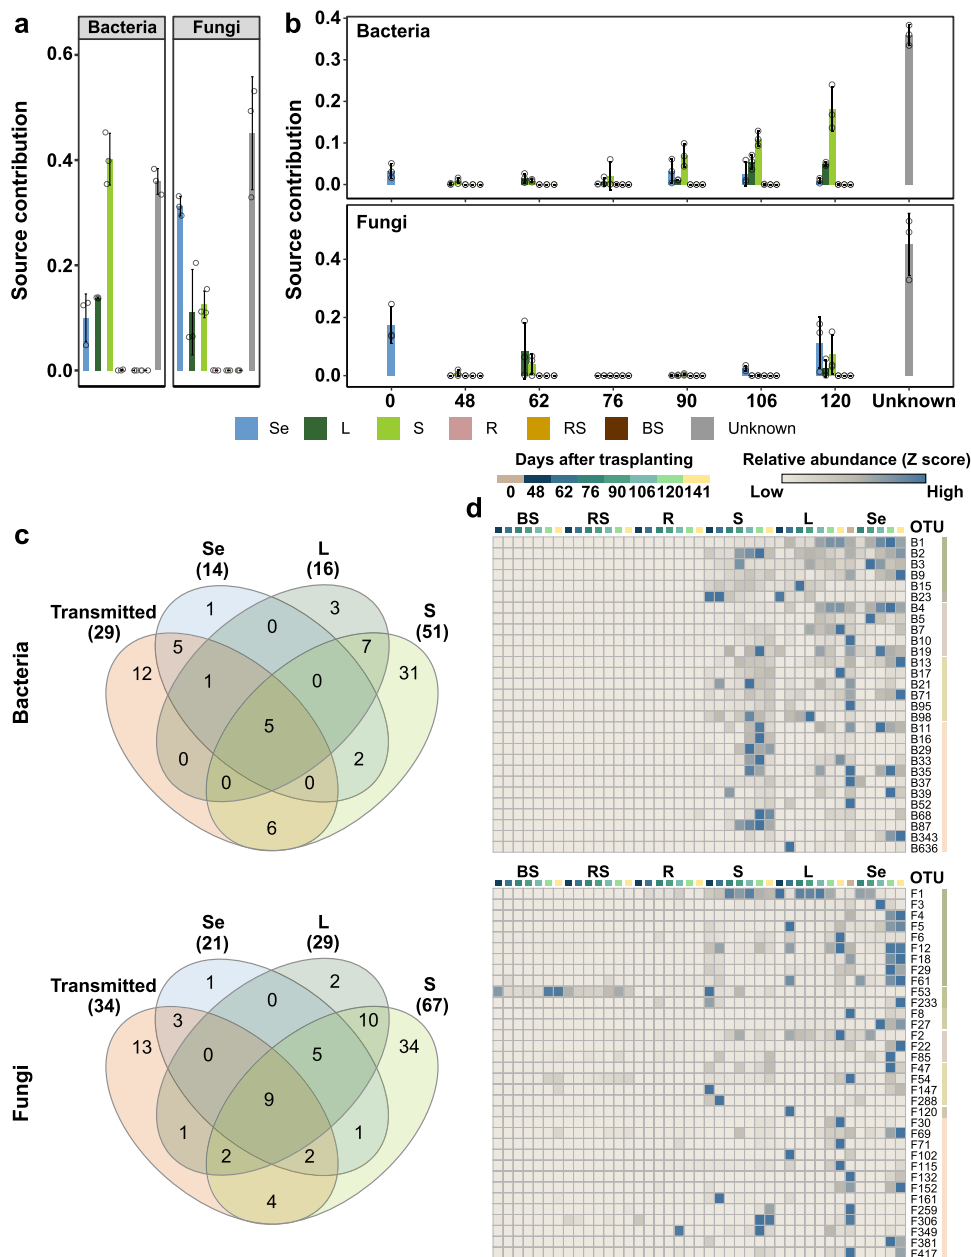 a
Bacteria
Fungi
Source contribution
0.6
0.4
0.2
0.0
b
Bacteria
Source contribution
0.4
0.3
0.2
0.1
0.0
Fungi
0.4
0.2
0.0
0 48 62 76 90 106 120 Unknown
Se L S R RS BS Unknown
Days after trasplanting
0 48 62 76 90 106 120 141
Relative abundance (Z score)
Low High
c
Bacteria
Se
(14)
L
(16)
Transmitted
(29)
S
(51)
1 3
0
5 7
12 31
1 0
5
0 2
0 0
6
Fungi
Se
(21)
L
(29)
Transmitted
(34)
S
(67)
1 2
0
3 10
13 34
0 5
9
1 1
2 2
4
d
BS RS R S L Se OTU
B1
B2
B3
B9
B15
B23
B4
B5
B7
B10
B19
B13
B17
B21
B71
B95
B98
B11
B16
B29
B33
B35
B37
B39
B52
B68
B87
B343
B636
BS RS R S L Se OTU
F1
F3
F4
F5
F6
F12
F18
F29
F61
F53
F233
F8
F27
F2
F22
F85
F47
F54
F147
F288
F120
F30
F69
F71
F102
F115
F132
F152
F161
F259
F306
F349
F381
F417